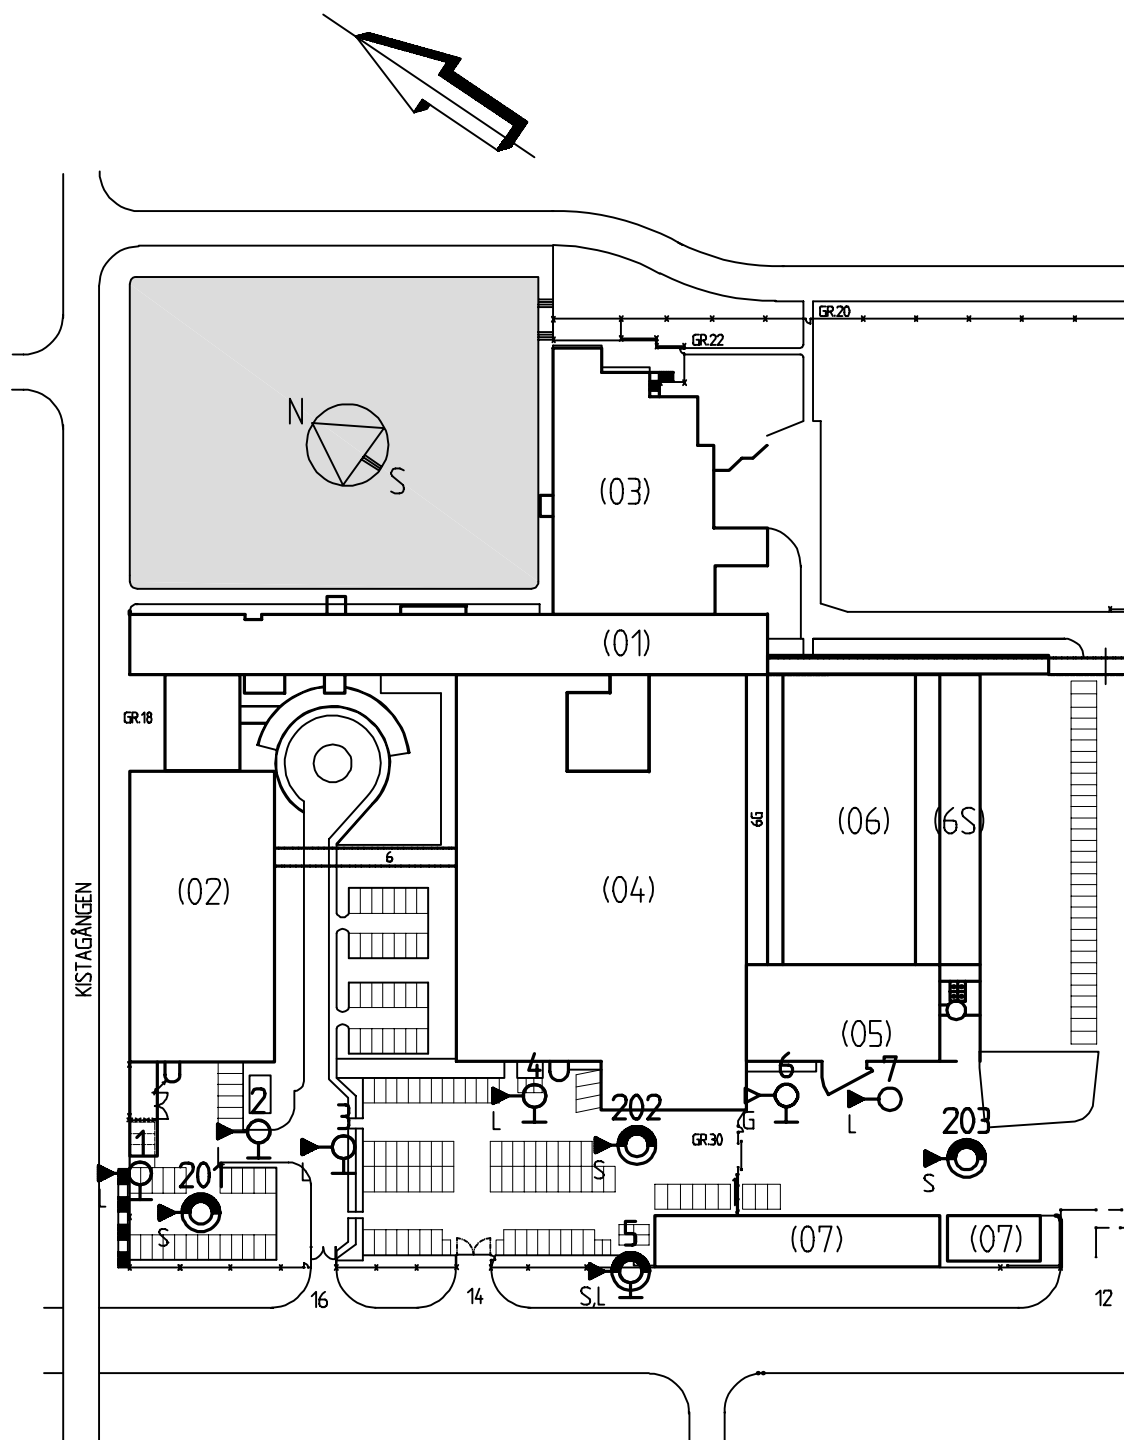 GR.20
GR.22
N
S
(03)
(01)
GR.18
6G
(06)
(6S)
6
(02)
(04)
KISTAGÅNGEN
(05)
4
6
7
2
L
G
L
202
203
3
1
L
GR.30
L
201
S
S
L
S
5
(07)
(07)
S,L
16
14
12